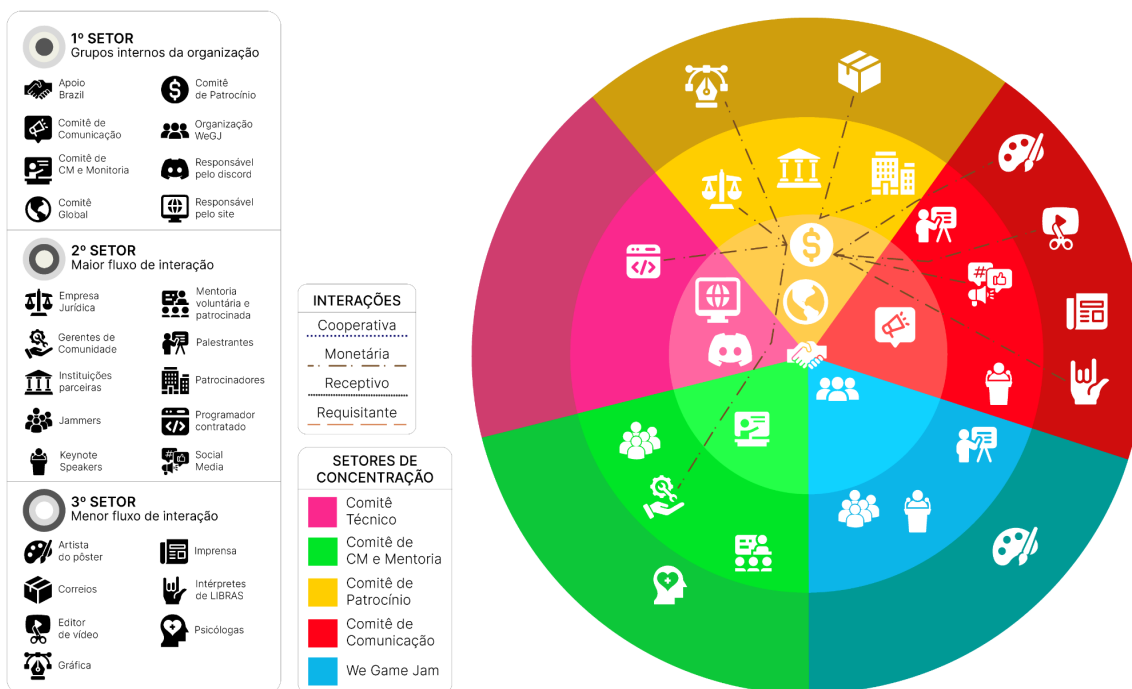 1º SETOR
Grupos internos da organização
Apoio
Brazil
Comitê
de Patrocínio
Comitê de
Comunicação
Organização
WeGJ
Comitê de
CM e Monitoria
Responsável
pelo discord
Comitê
Global
Responsável
pelo site
2º SETOR
Maior fluxo de interação
Empresa
Jurídica
Mentoria
voluntária e
patrocinada
Gerentes de
Comunidade
Palestrantes
Instituições
parceiras
Patrocinadores
Jammers
Programador
contratado
Keynote
Speakers
Social
Media
3º SETOR
Menor fluxo de interação
Artista
do pôster
Imprensa
Correios
Intérpretes
de LIBRAS
Editor
de vídeo
Psicólogas
Gráfica
INTERAÇÕES
Cooperativa
Monetária
Receptivo
Requisitante
SETORES DE
CONCENTRAÇÃO
Comitê
Técnico
Comitê de
CM e Mentoria
Comitê de
Patrocínio
Comitê de
Comunicação
We Game Jam